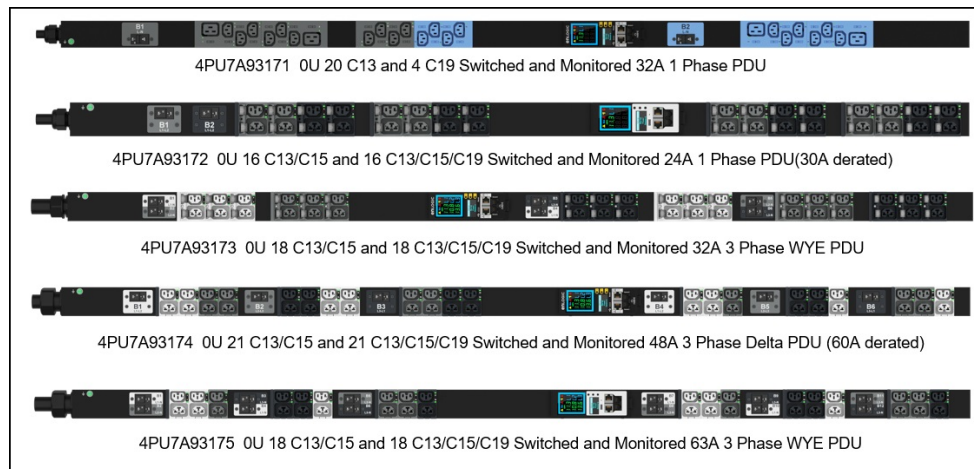 B1
B2
4PU7A93171 0U 20 C13 and 4 C19 Switched and Monitored 32A 1 Phase PDU
B1
B2
4PU7A93172 0U 16 C13/C15 and 16 C13/C15/C19 Switched and Monitored 24A 1 Phase PDU(30A derated)
4PU7A93173 0U 18 C13/C15 and 18 C13/C15/C19 Switched and Monitored 32A 3 Phase WYE PDU
B1
B2
B3
B4
B5
B6
4PU7A93174 0U 21 C13/C15 and 21 C13/C15/C19 Switched and Monitored 48A 3 Phase Delta PDU (60A derated)
4PU7A93175 0U 18 C13/C15 and 18 C13/C15/C19 Switched and Monitored 63A 3 Phase WYE PDU